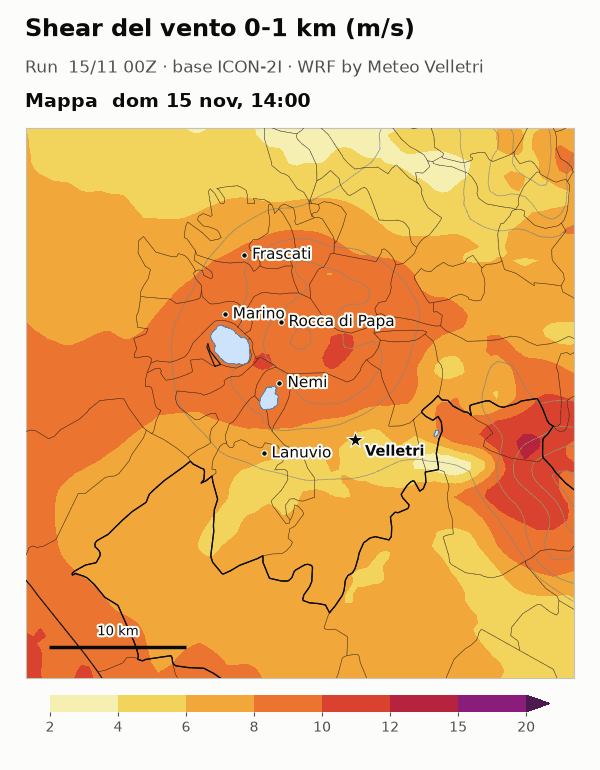 Shear del vento 0-1 km (m/s)
Run  15/11 00Z · base ICON-2I · WRF by Meteo Velletri
Mappa  dom 15 nov, 14:00
Frascati
Marino
Rocca di Papa
Nemi
Velletri
Lanuvio
10 km
2 4 6 8 10 12 15 20